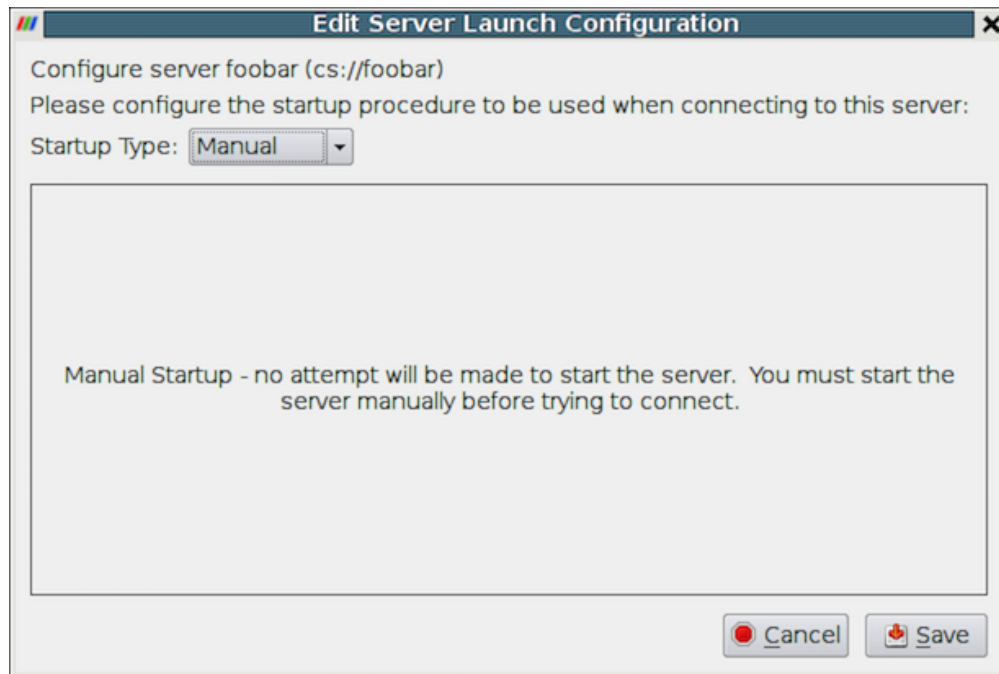 Edit Server Launch Configuration
Configure server foobar (cs://foobar)
Please configure the startup procedure to be used when connecting to this server:
Startup Type: Manual
Manual Startup - no attempt will be made to start the server.  You must start the
server manually before trying to connect.
Cancel Save